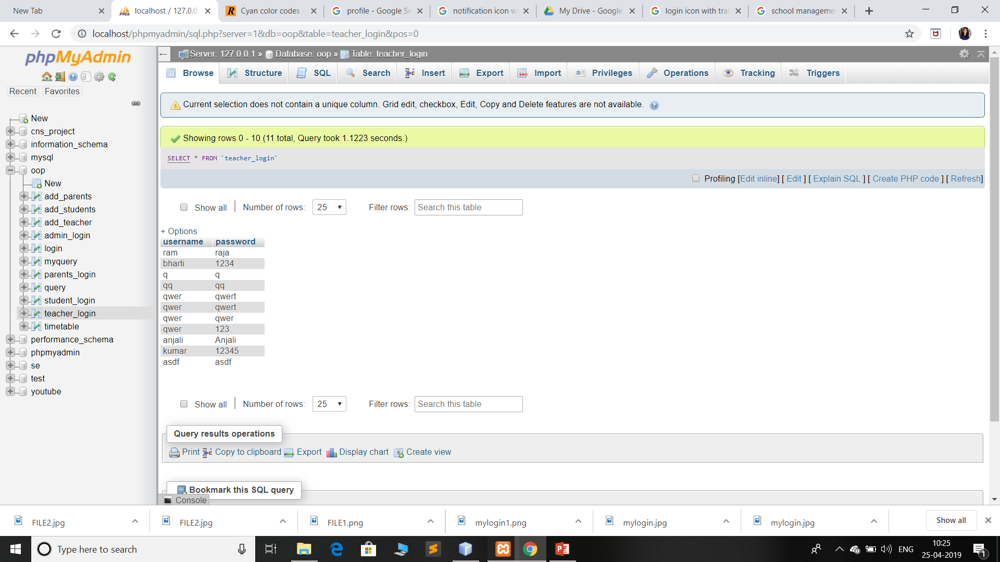 New Tab
localhost / 127.0.0
Cyan color codes
profile - Google Se
notification icon w
My Drive - Google
login icon with tra
school manageme
localhost/phpmyadmin/sql.php?server=1&db=oop&table=teacher_login&pos=0
phpMyAdmin
Recent
Favorites
New
cns_project
information_schema
mysql
oop
New
add_parents
add_students
add_teacher
admin_login
login
myquery
parents_login
query
student_login
teacher_login
timetable
performance_schema
phpmyadmin
se
test
youtube
Server: 127.0.0.1 » Database: oop » Table: teacher_login
Browse
Structure
SQL
Search
Insert
Export
Import
Privileges
Operations
Tracking
Triggers
Current selection does not contain a unique column. Grid edit, checkbox, Edit, Copy and Delete features are not available.
Showing rows 0 - 10 (11 total, Query took 1.1223 seconds.)
SELECT * FROM `teacher_login`
Profiling [Edit inline] [ Edit ] [ Explain SQL ] [ Create PHP code ] [ Refresh]
Show all
Number of rows: 25
Filter rows: Search this table
+ Options
username password
ram raja
bharti 1234
q q
qq qq
qwer qwert
qwer qwert
qwer qwer
qwer 123
anjali Anjali
kumar 12345
asdf asdf
Show all
Number of rows: 25
Filter rows: Search this table
Query results operations
Print Copy to clipboard Export Display chart Create view
Bookmark this SQL query
Console
FILE2.jpg
FILE2.jpg
FILE1.png
mylogin1.png
mylogin.jpg
mylogin.jpg
Show all
Type here to search
ENG
10:25
25-04-2019
1